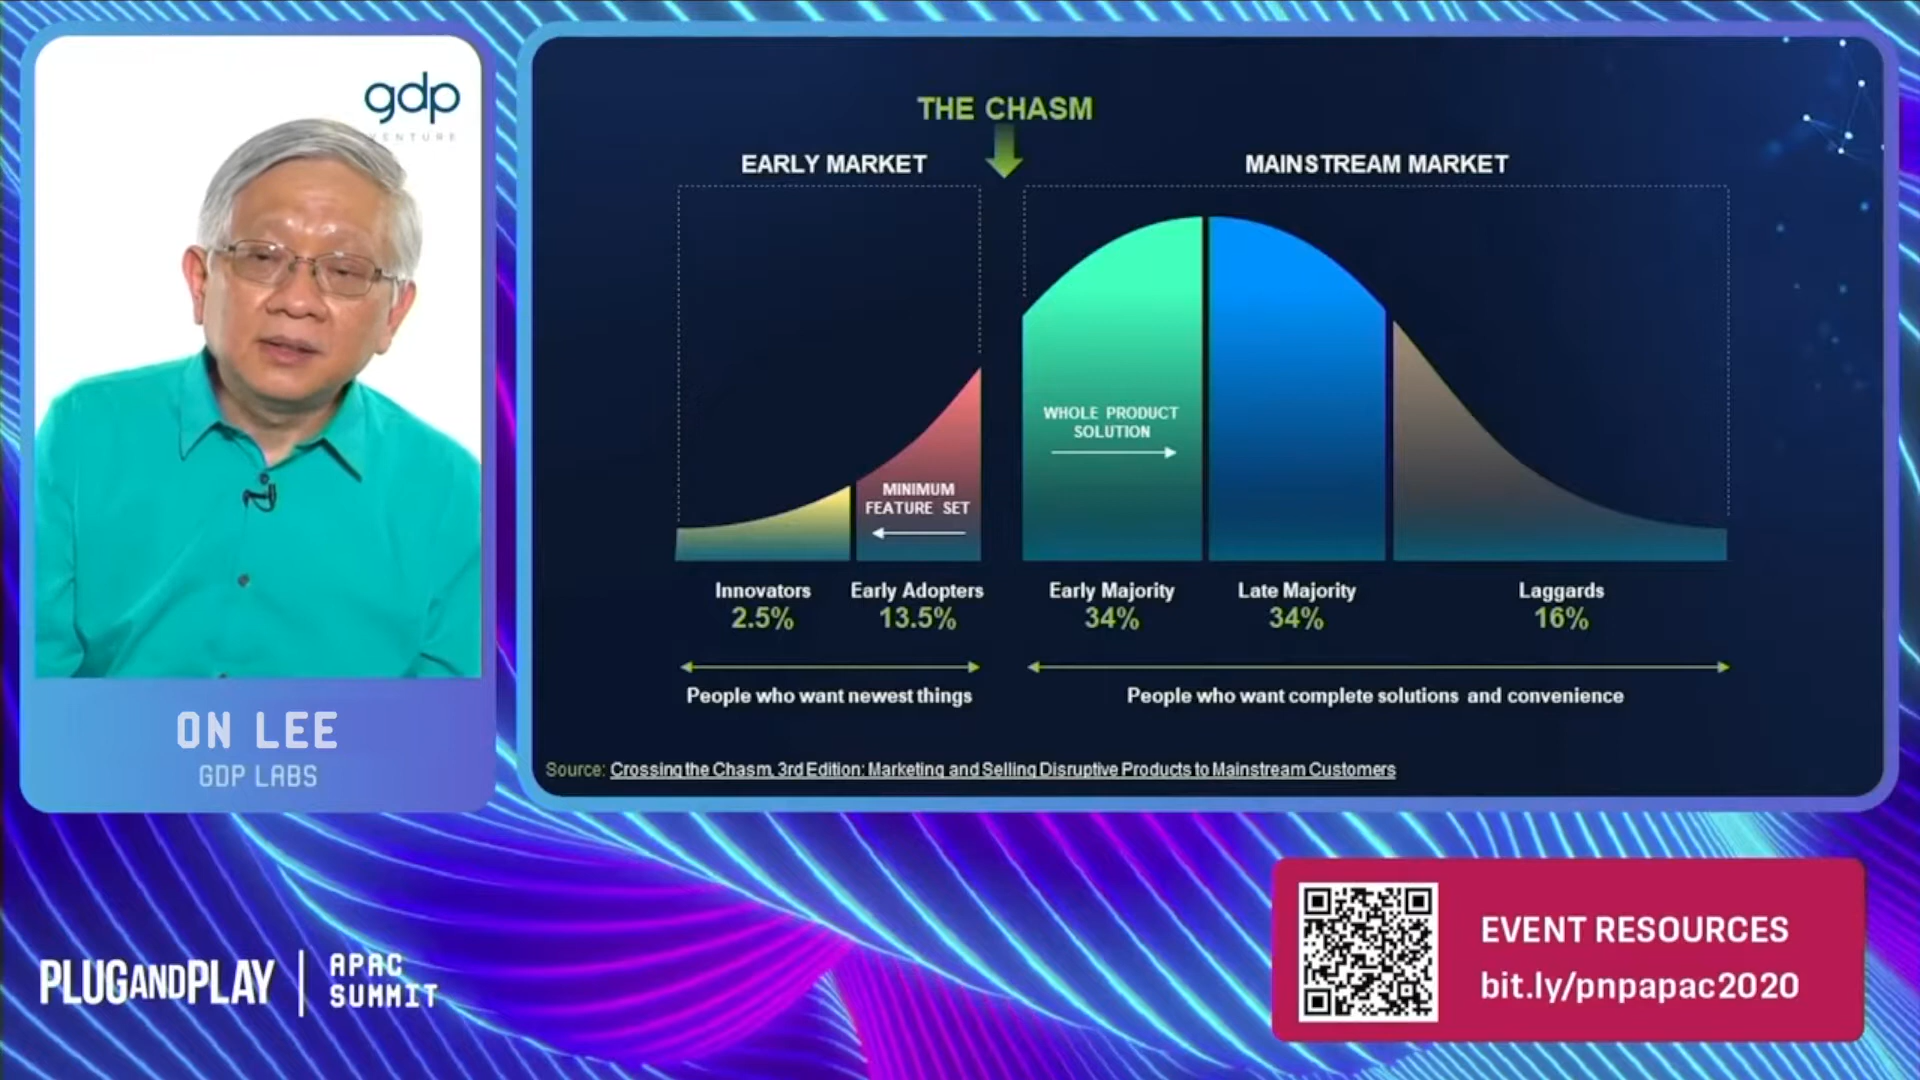 gdp
VENTURE
ON LEE
GDP LABS
THE CHASM
EARLY MARKET
MAINSTREAM MARKET
WHOLE PRODUCT
SOLUTION
MINIMUM
FEATURE SET
Innovators
2.5%
Early Adopters
13.5%
Early Majority
34%
Late Majority
34%
Laggards
16%
People who want newest things
People who want complete solutions and convenience
Source: Crossing the Chasm, 3rd Edition: Marketing and Selling Disruptive Products to Mainstream Customers
PLUGANDPLAY
APAC
SUMMIT
EVENT RESOURCES
bit.ly/pnpapac2020